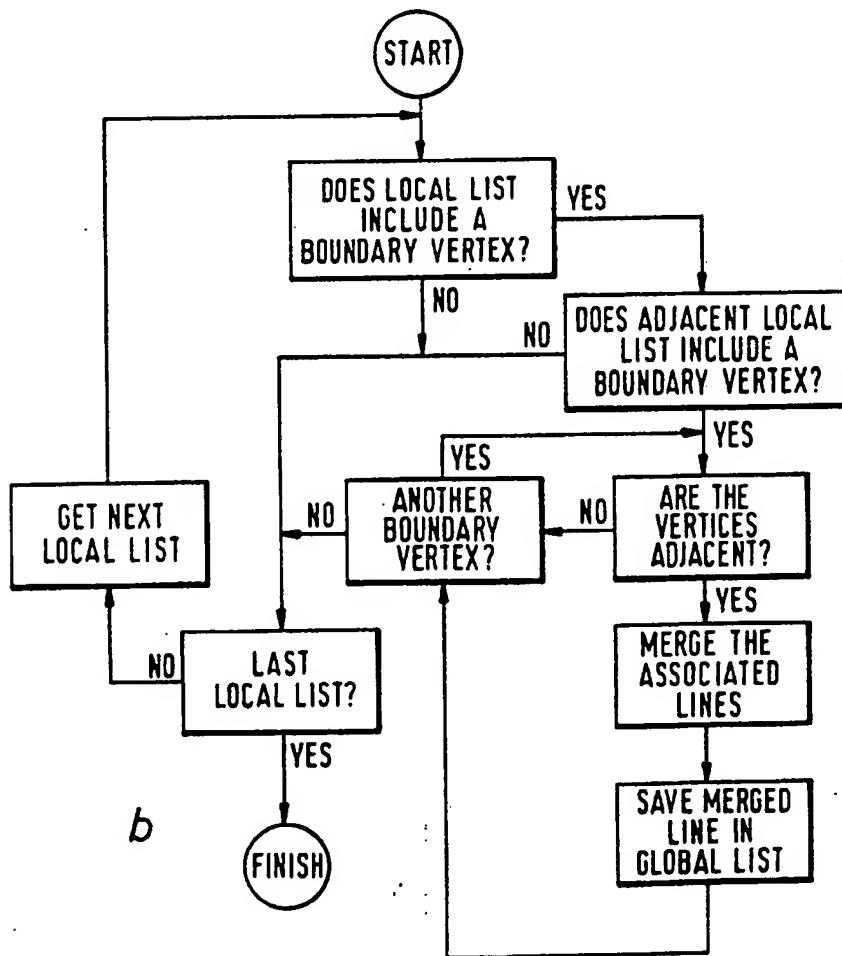 START
DOES LOCAL LIST
INCLUDE A
BOUNDARY VERTEX?
YES
NO
DOES ADJACENT LOCAL
LIST INCLUDE A
BOUNDARY VERTEX?
NO
YES
YES
ANOTHER
BOUNDARY
VERTEX?
NO
ARE THE
VERTICES
ADJACENT?
NO
YES
GET NEXT
LOCAL LIST
MERGE THE
ASSOCIATED
LINES
LAST
LOCAL LIST?
NO
YES
SAVE MERGED
LINE IN
GLOBAL LIST
b
FINISH